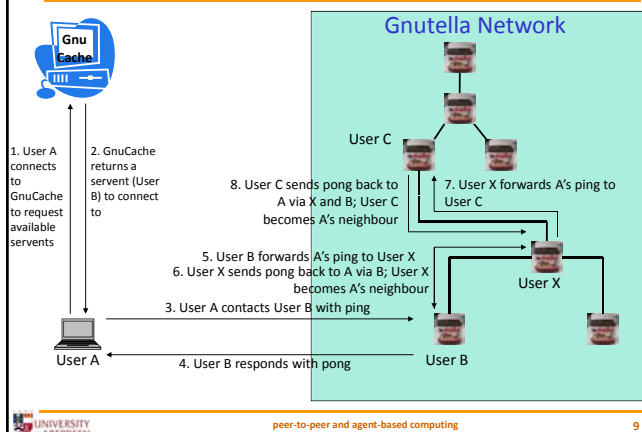 Gnutella Network
Gnu
Cache
1. User A
connects
to
GnuCache
to request
available
servents
2. GnuCache
returns a
servent (User
B) to connect
to
User C
8. User C sends pong back to
A via X and B; User C
becomes A's neighbour
7. User X forwards A's ping to
User C
5. User B forwards A's ping to User X
6. User X sends pong back to A via B; User X
becomes A's neighbour
User X
3. User A contacts User B with ping
User A
4. User B responds with pong
User B
UNIVERSITY
peer-to-peer and agent-based computing
9